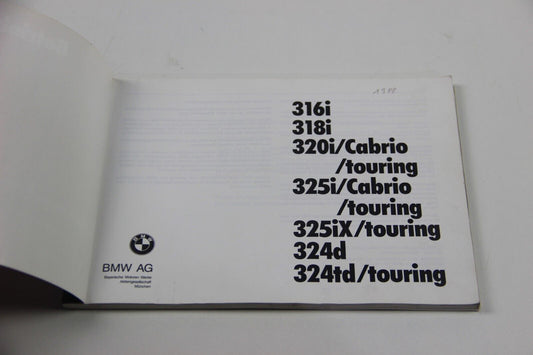 316i
318i
320i/Cabrio
/touring
325i/Cabrio
/touring
325iX/touring
324d
324td/touring
BMW
BMW AG
Bayerische Motoren Werke
Aktiengesellschaft
München